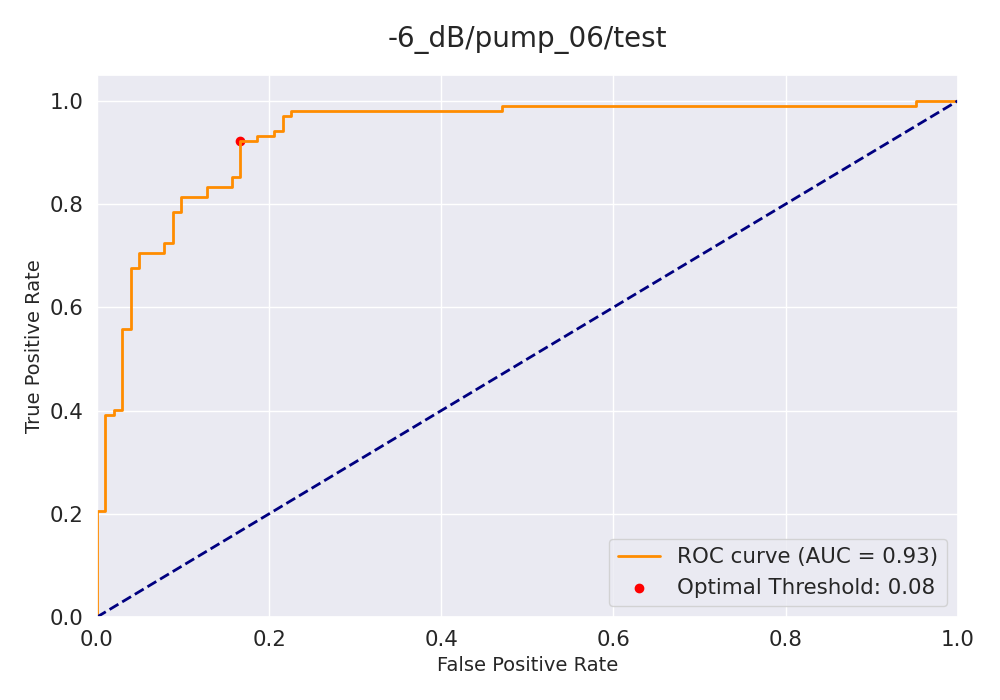 -6_dB/pump_06/test
1.0
0.8
0.6
0.4
0.2
0.0
True Positive Rate
0.0 0.2 0.4 0.6 0.8 1.0
False Positive Rate
ROC curve (AUC = 0.93)
Optimal Threshold: 0.08